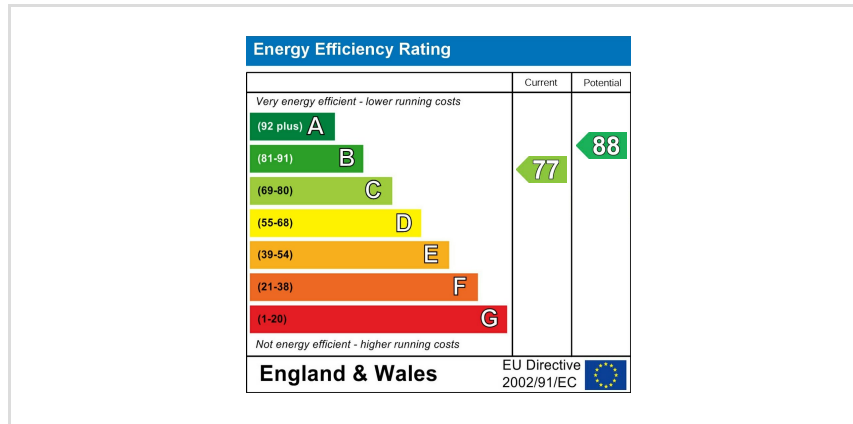 Energy Efficiency Rating
Current Potential
Very energy efficient - lower running costs
(92 plus) A
(81-91) B
(69-80) C
(55-68) D
(39-54) E
(21-38) F
(1-20) G
77
88
Not energy efficient - higher running costs
England & Wales
EU Directive
2002/91/EC